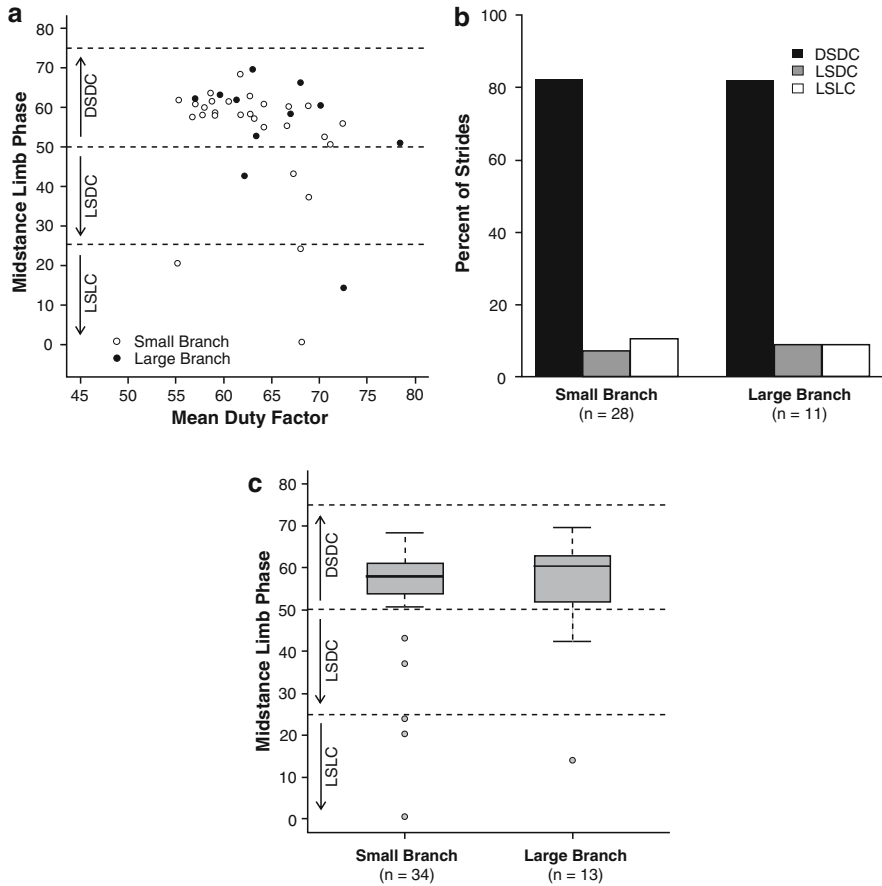 a
80
70
60
50
40
30
20
10
0
Midstance Limb Phase
DSDC
LSDC
LSLC
Small Branch
Large Branch
45 50 55 60 65 70 75 80
Mean Duty Factor
b
100
80
60
40
20
0
Percent of Strides
DSDC
LSDC
LSLC
Small Branch
(n = 28)
Large Branch
(n = 11)
c
80
70
60
50
40
30
20
10
0
Midstance Limb Phase
DSDC
LSDC
LSLC
Small Branch
(n = 34)
Large Branch
(n = 13)